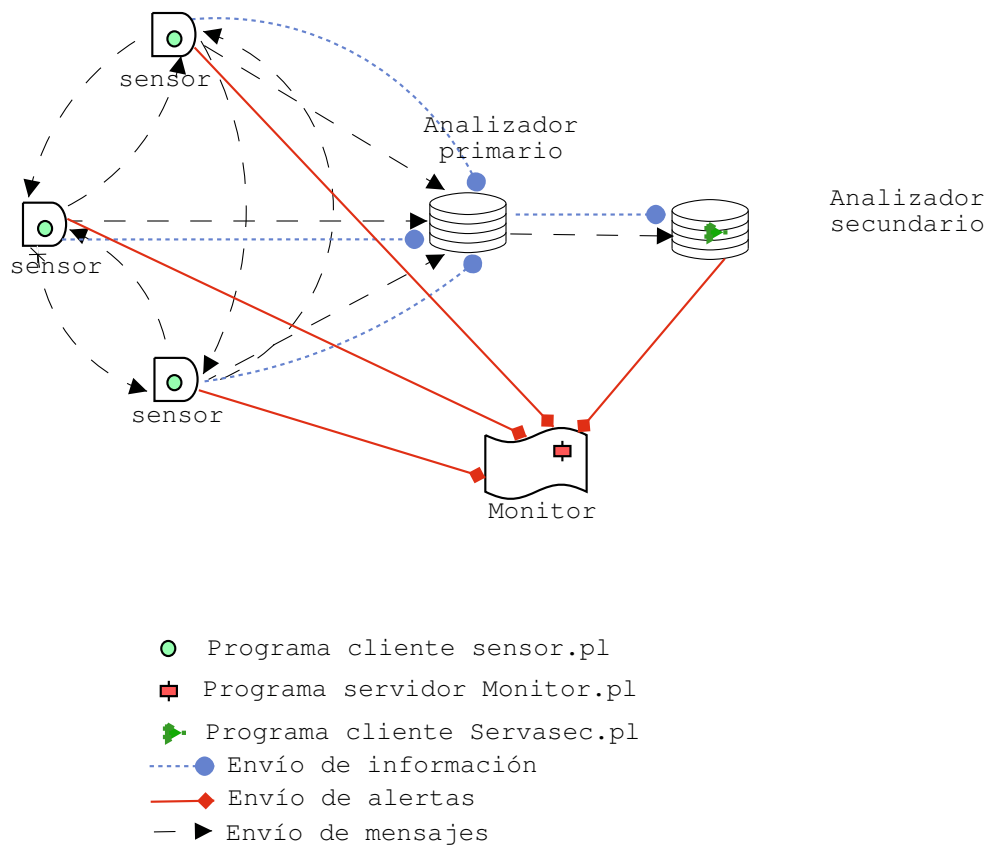 sensor
Analizador
primario
Analizador
secundario
sensor
sensor
Monitor
Programa cliente sensor.pl
Programa servidor Monitor.pl
Programa cliente Servasec.pl
Envío de información
Envío de alertas
Envío de mensajes